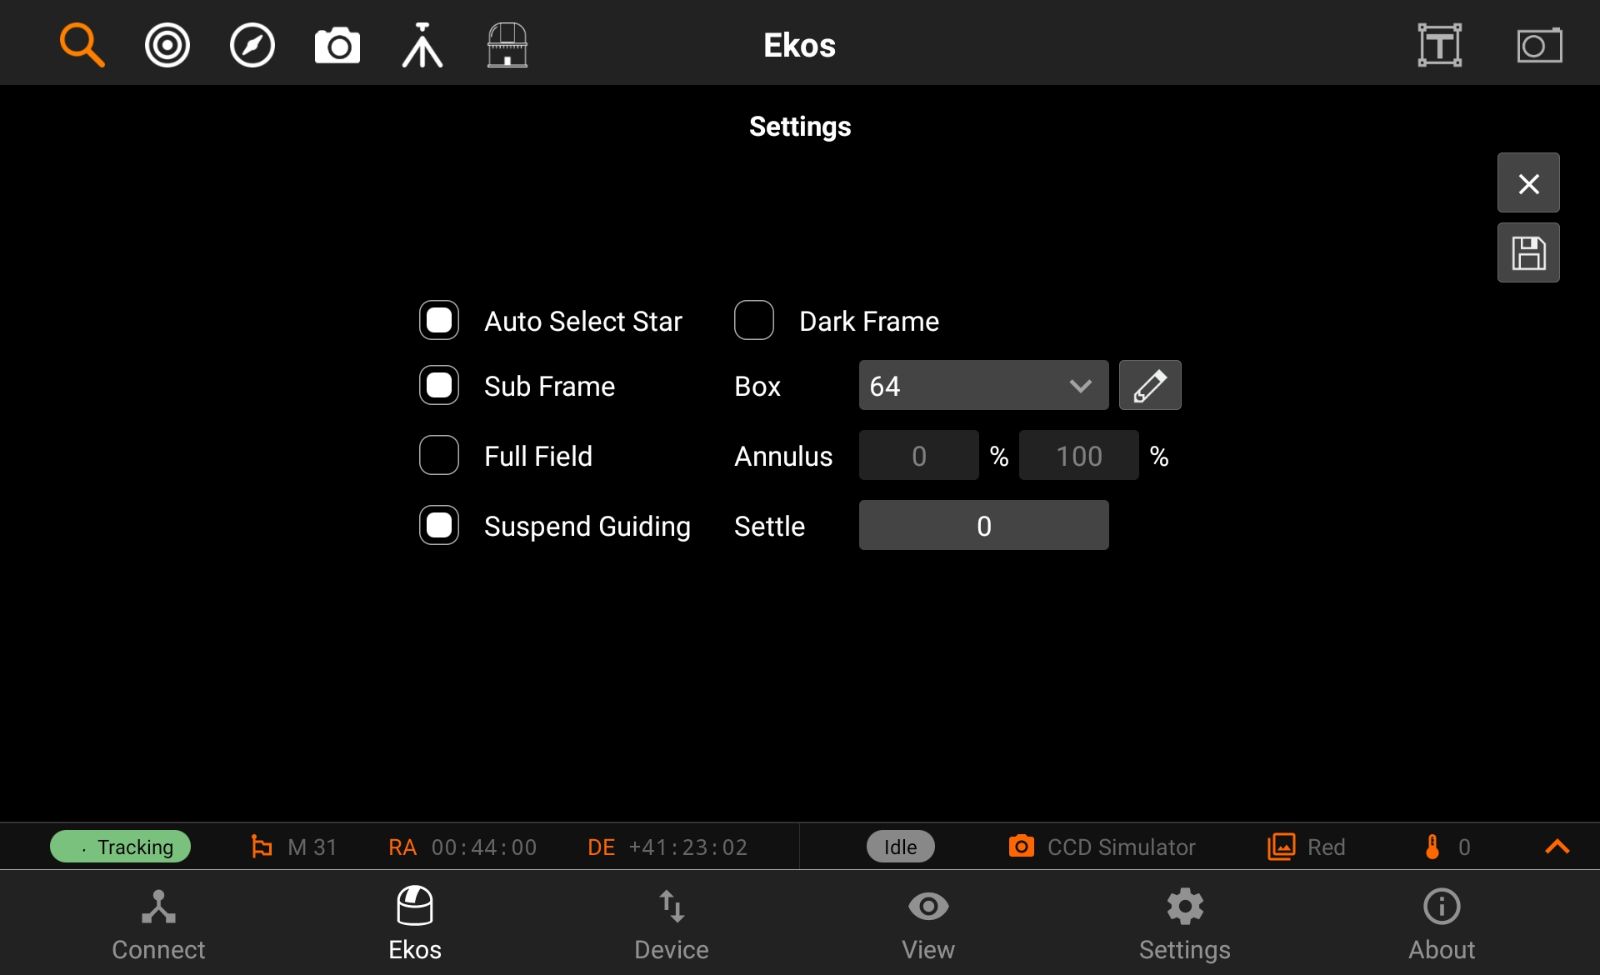 Ekos
Settings
Auto Select Star Dark Frame
Sub Frame Box 64
Full Field Annulus 0 % 100 %
Suspend Guiding Settle 0
Tracking M 31 RA 00:44:00 DE +41:23:02 Idle CCD Simulator Red 0
Connect Ekos Device View Settings About